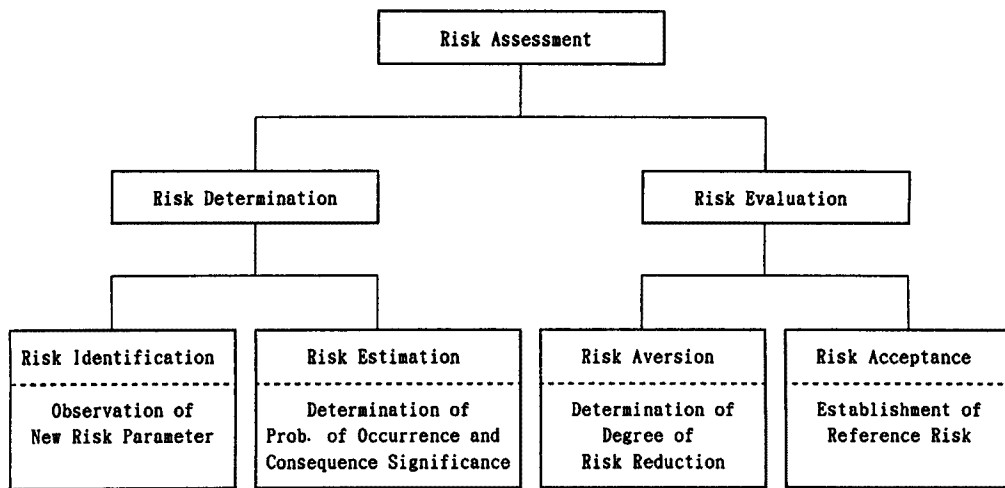 Risk Assessment
Risk Determination
Risk Evaluation
Risk Identification
Observation of
New Risk Parameter
Risk Estimation
Determination of
Prob. of Occurrence and
Consequence Significance
Risk Aversion
Determination of
Degree of
Risk Reduction
Risk Acceptance
Establishment of
Reference Risk